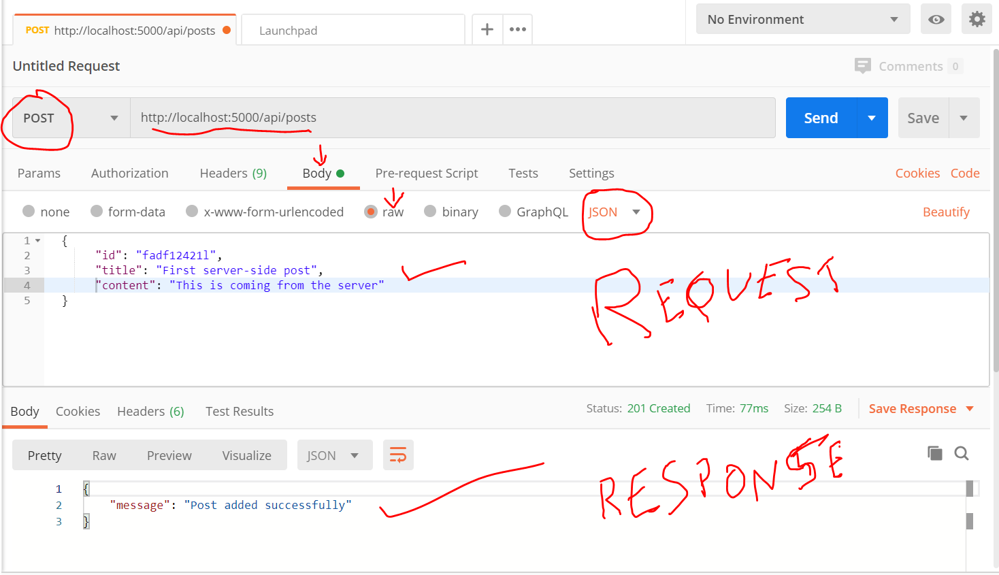 POST http://localhost:5000/api/posts Launchpad + ••• No Environment
Untitled Request Comments 0
POST http://localhost:5000/api/posts Send Save
Params Authorization Headers (9) Body Pre-request Script Tests Settings Cookies Code
none form-data x-www-form-urlencoded raw binary GraphQL JSON Beautify
1 {
2 "id": "fadf12421l",
3 "title": "First server-side post",
4 "content": "This is coming from the server"
5 }
REQUEST
Body Cookies Headers (6) Test Results Status: 201 Created Time: 77ms Size: 254 B Save Response
Pretty Raw Preview Visualize JSON
RESPONSE
1 {
2 "message": "Post added successfully"
3 }